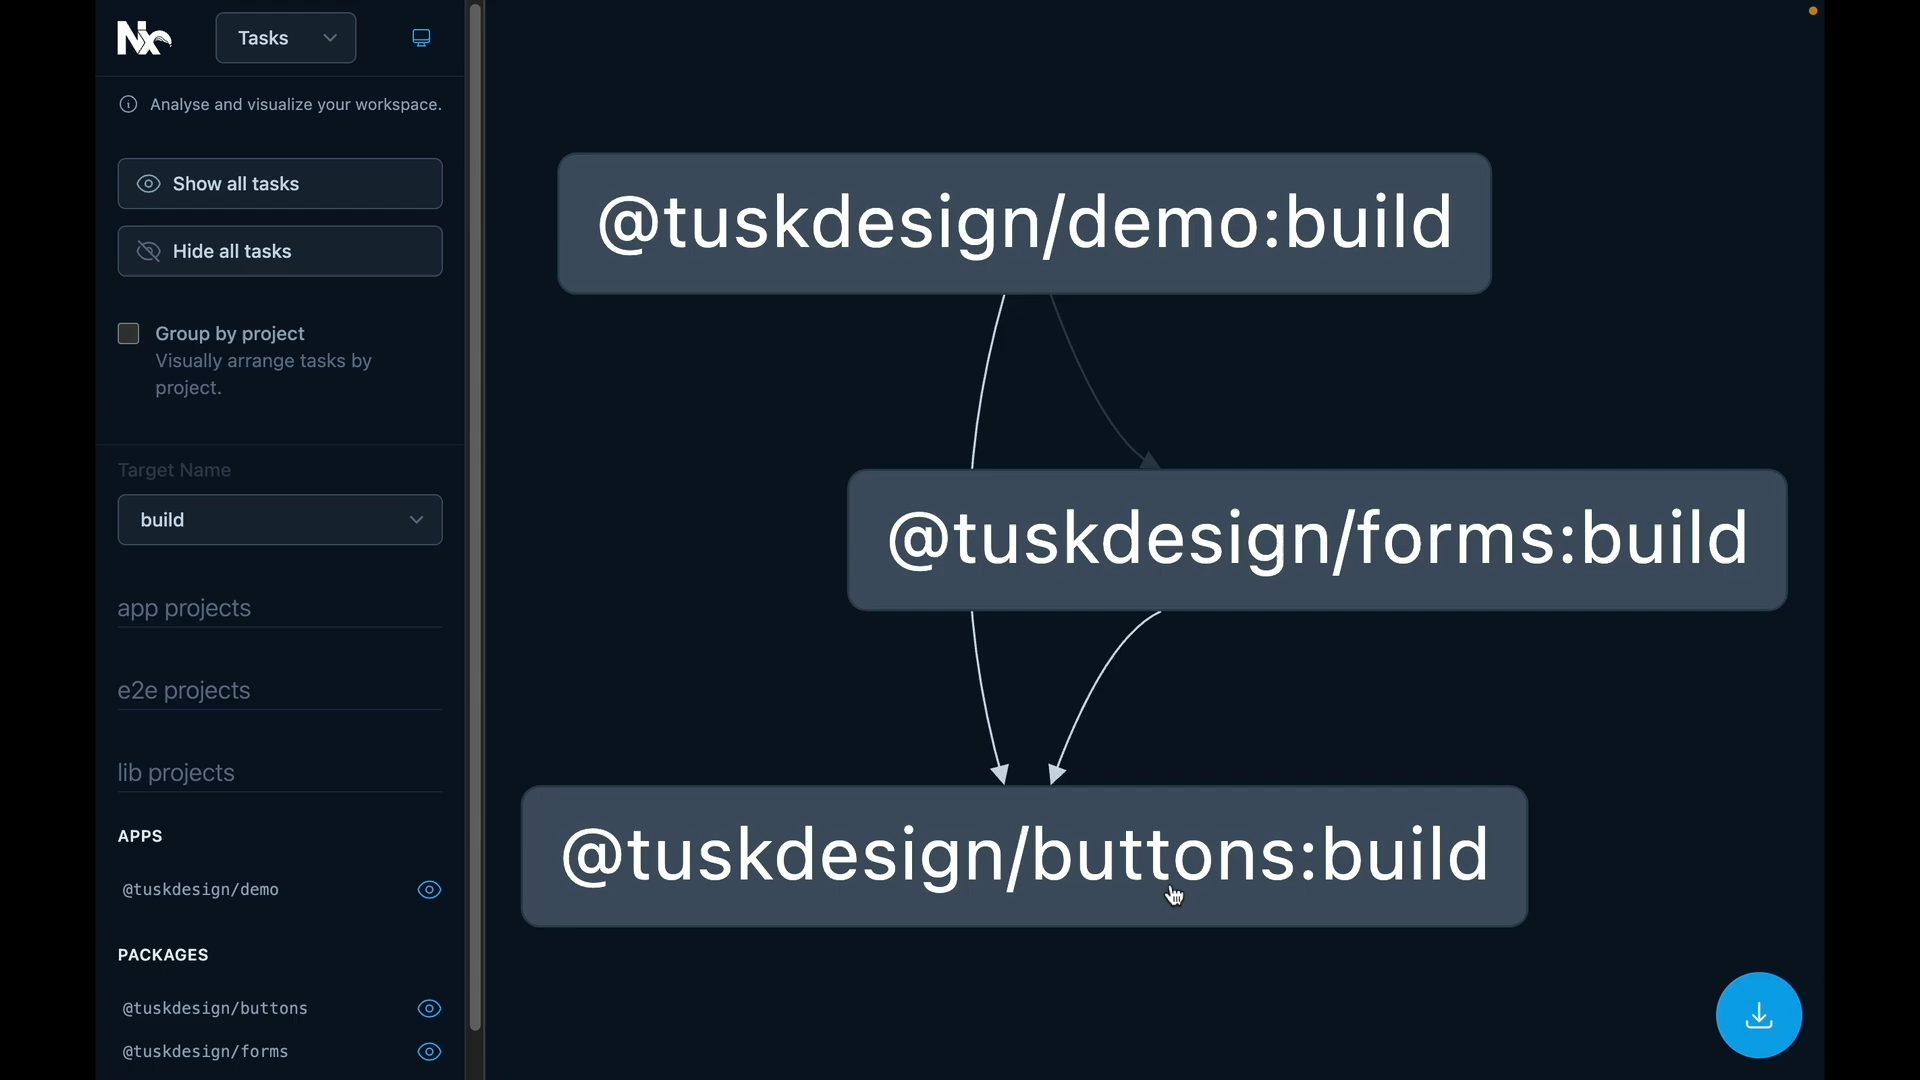 Nx
Tasks
Analyse and visualize your workspace.
Show all tasks
Hide all tasks
Group by project
Visually arrange tasks by
project.
Target Name
build
app projects
e2e projects
lib projects
APPS
@tuskdesign/demo
PACKAGES
@tuskdesign/buttons
@tuskdesign/forms
@tuskdesign/demo:build
@tuskdesign/forms:build
@tuskdesign/buttons:build